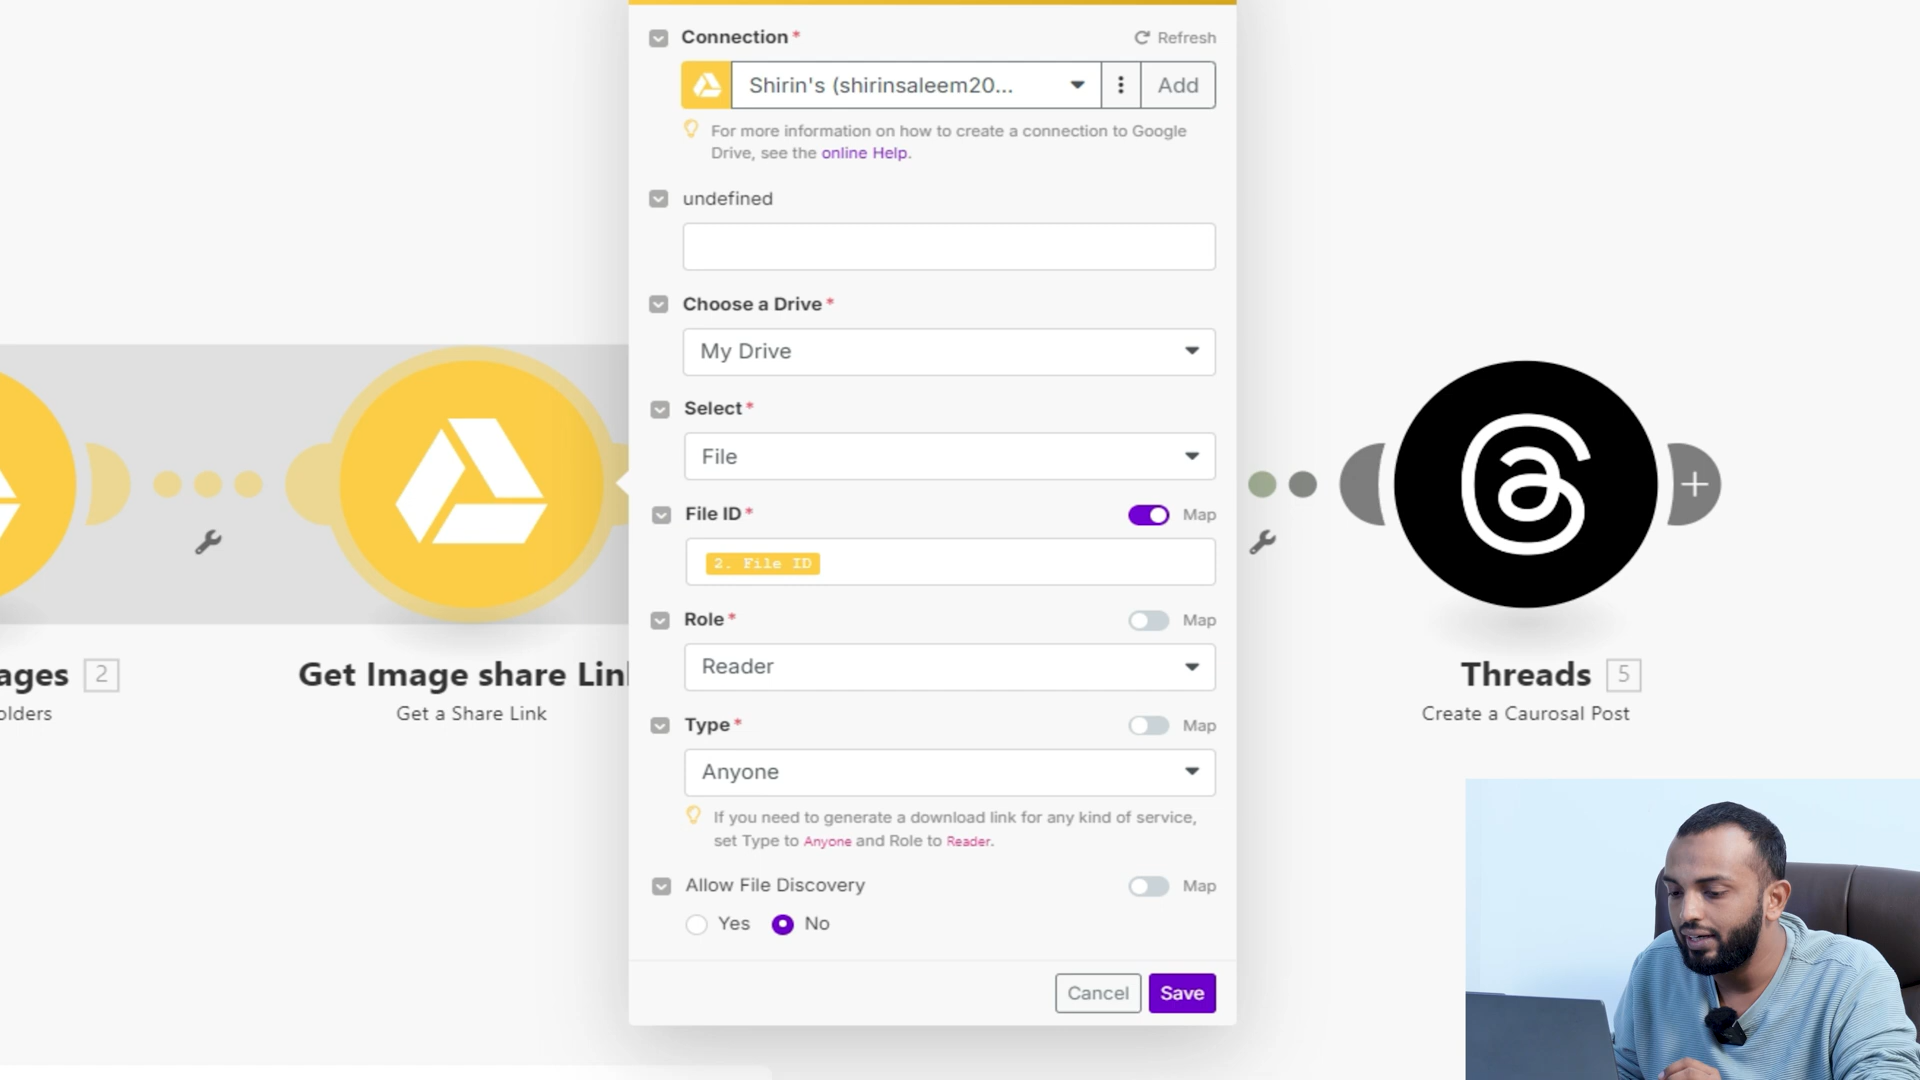 Connection *
Refresh
Shirin's (shirinsaleem20...
Add
For more information on how to create a connection to Google
Drive, see the online Help.
undefined
Choose a Drive *
My Drive
Select *
File
File ID *
Map
2. File ID
Role *
Map
Reader
Type *
Map
Anyone
If you need to generate a download link for any kind of service,
set Type to Anyone and Role to Reader.
Allow File Discovery
Map
Yes
No
Cancel
Save
ages 2
olders
Get Image share Lin
Get a Share Link
Threads 5
Create a Caurosal Post